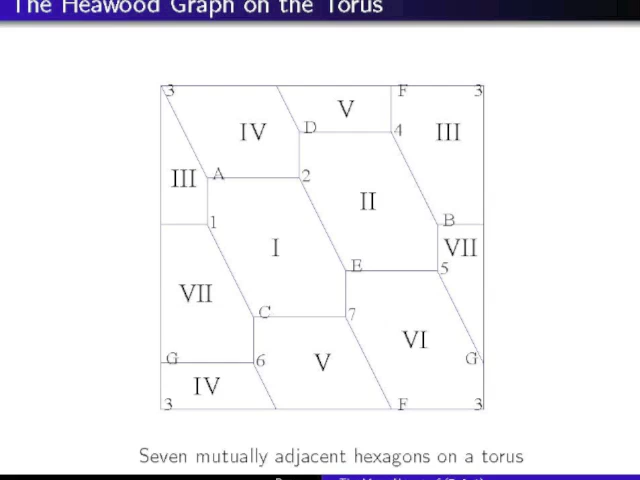 The Heawood Graph on the Torus
3 F 3
V
IV D 4 III
III A 2
II
1 B
I VII
E 5
VII
C 7
VI
G 6 V G
IV
3 F 3
Seven mutually adjacent hexagons on a torus